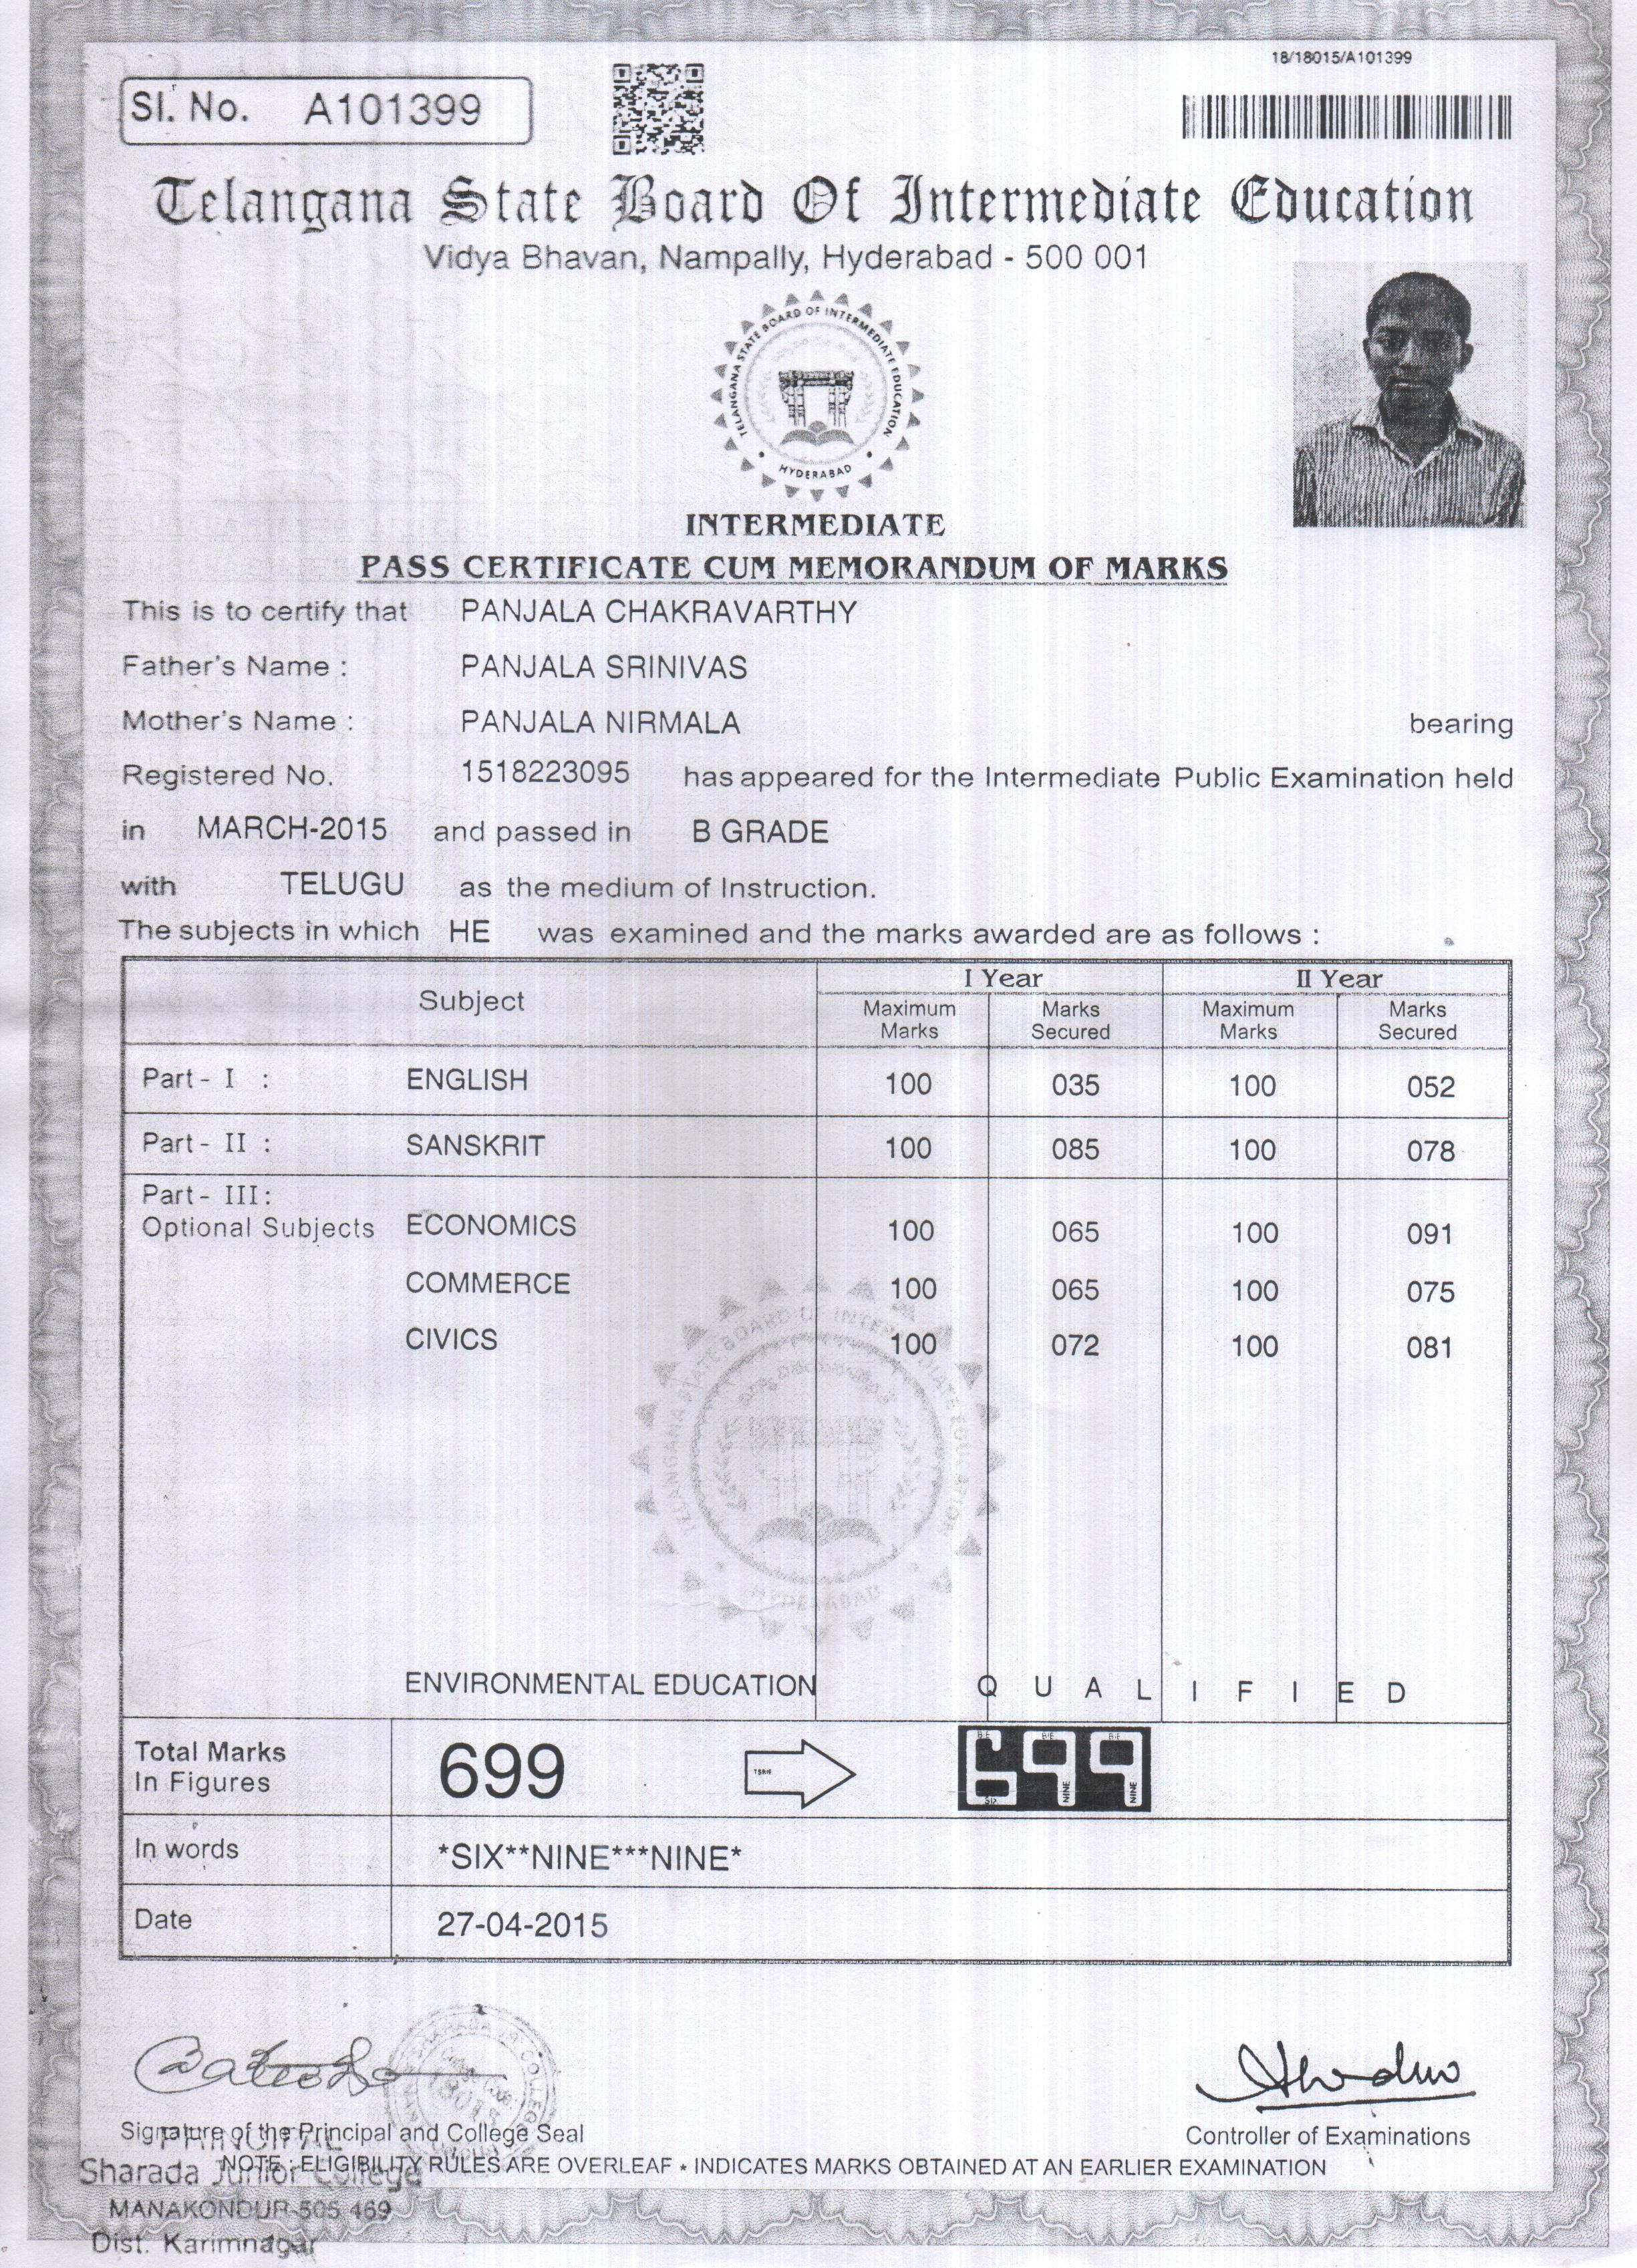 18/18015/A101399
Sl. No. A101399
Telangana State Board Of Intermediate Education
Vidya Bhavan, Nampally, Hyderabad - 500 001
TELANGANA STATE BOARD OF INTERMEDIATE EDUCATION
HYDERABAD
INTERMEDIATE
PASS CERTIFICATE CUM MEMORANDUM OF MARKS
This is to certify that PANJALA CHAKRAVARTHY
Father's Name : PANJALA SRINIVAS
Mother's Name : PANJALA NIRMALA bearing
Registered No. 1518223095 has appeared for the Intermediate Public Examination held
in MARCH-2015 and passed in B GRADE
with TELUGU as the medium of Instruction.
The subjects in which HE was examined and the marks awarded are as follows :
Subject I Year II Year
Maximum Marks Marks Secured Maximum Marks Marks Secured
Part - I : ENGLISH 100 035 100 052
Part - II : SANSKRIT 100 085 100 078
Part - III:
Optional Subjects ECONOMICS 100 065 100 091
COMMERCE 100 065 100 075
CIVICS 100 072 100 081
TELANGANA STATE BOARD OF INTERMEDIATE EDUCATION
HYDERABAD
ENVIRONMENTAL EDUCATION Q U A L I F I E D
Total Marks
In Figures 699 TSBIE 699
In words *SIX**NINE***NINE*
Date 27-04-2015
Signature of the Principal and College Seal
Controller of Examinations
PRINCIPAL
NOTE : ELIGIBILITY RULES ARE OVERLEAF * INDICATES MARKS OBTAINED AT AN EARLIER EXAMINATION
Sharada Junior College
MANAKONDUR-505 469
Dist. Karimnagar